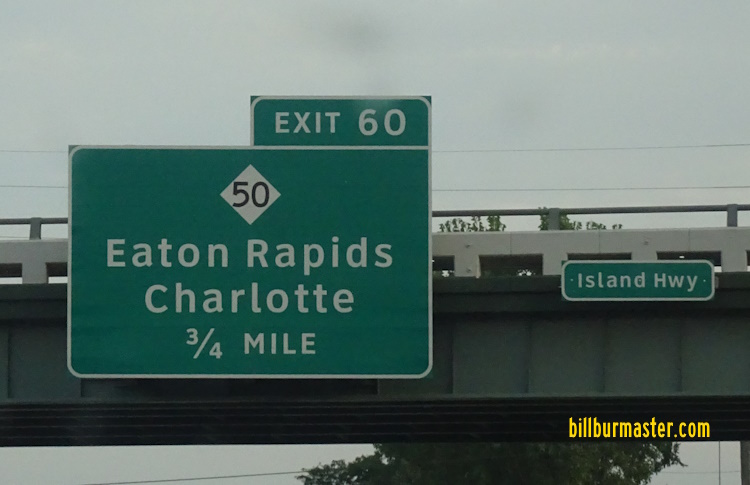 EXIT 60
50
Eaton Rapids
Charlotte
3/4 MILE
Island Hwy
billburmaster.com